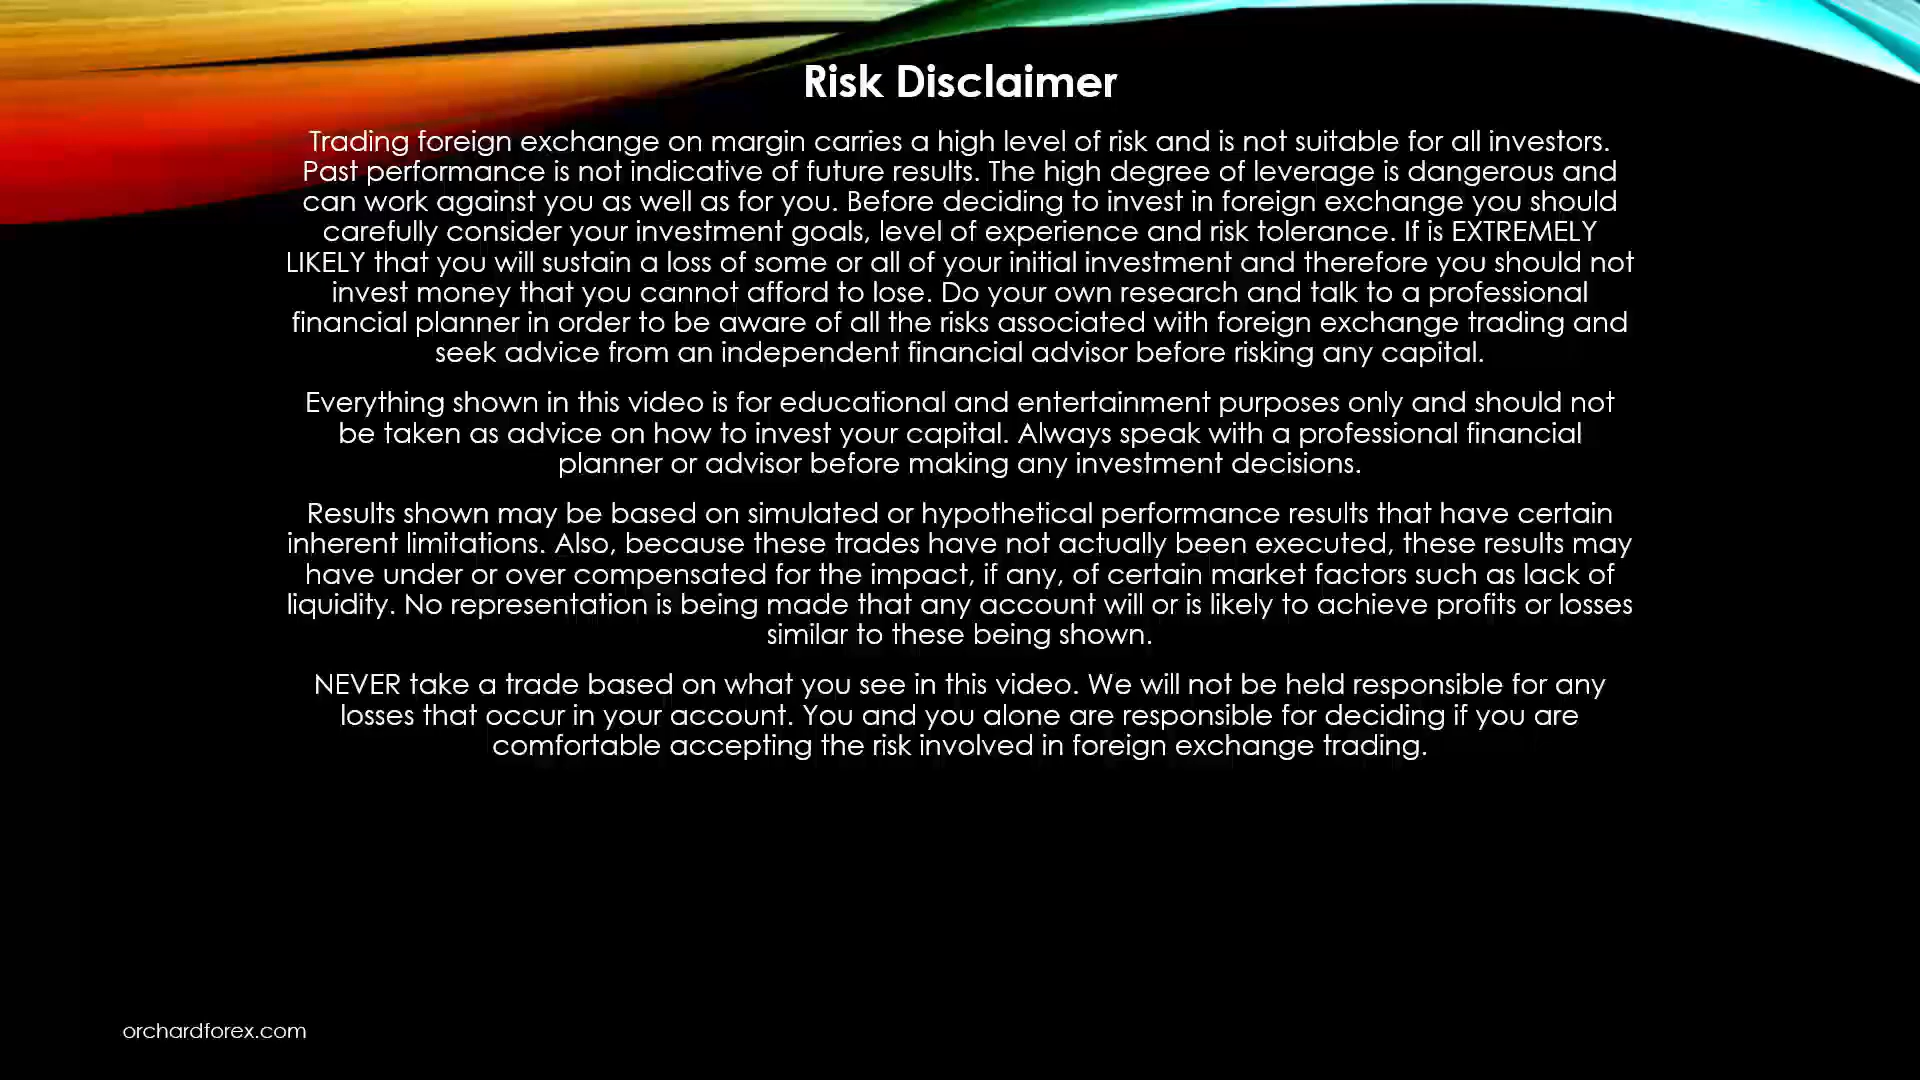 Risk Disclaimer
Trading foreign exchange on margin carries a high level of risk and is not suitable for all investors.
Past performance is not indicative of future results. The high degree of leverage is dangerous and
can work against you as well as for you. Before deciding to invest in foreign exchange you should
carefully consider your investment goals, level of experience and risk tolerance. If is EXTREMELY
LIKELY that you will sustain a loss of some or all of your initial investment and therefore you should not
invest money that you cannot afford to lose. Do your own research and talk to a professional
financial planner in order to be aware of all the risks associated with foreign exchange trading and
seek advice from an independent financial advisor before risking any capital.
Everything shown in this video is for educational and entertainment purposes only and should not
be taken as advice on how to invest your capital. Always speak with a professional financial
planner or advisor before making any investment decisions.
Results shown may be based on simulated or hypothetical performance results that have certain
inherent limitations. Also, because these trades have not actually been executed, these results may
have under or over compensated for the impact, if any, of certain market factors such as lack of
liquidity. No representation is being made that any account will or is likely to achieve profits or losses
similar to these being shown.
NEVER take a trade based on what you see in this video. We will not be held responsible for any
losses that occur in your account. You and you alone are responsible for deciding if you are
comfortable accepting the risk involved in foreign exchange trading.
orchardforex.com